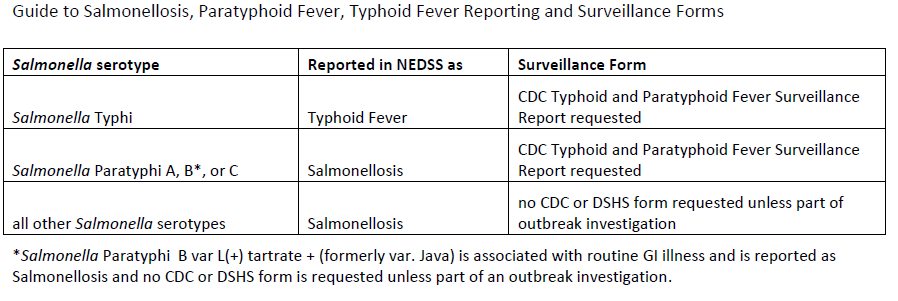 Guide to Salmonellosis, Paratyphoid Fever, Typhoid Fever Reporting and Surveillance Forms
Salmonella serotype Reported in NEDSS as Surveillance Form
Salmonella Typhi Typhoid Fever CDC Typhoid and Paratyphoid Fever Surveillance
Report requested
Salmonella Paratyphi A, B*, or C Salmonellosis CDC Typhoid and Paratyphoid Fever Surveillance
Report requested
all other Salmonella serotypes Salmonellosis no CDC or DSHS form requested unless part of
outbreak investigation
*Salmonella Paratyphi B var L(+) tartrate + (formerly var. Java) is associated with routine GI illness and is reported as
Salmonellosis and no CDC or DSHS form is requested unless part of an outbreak investigation.